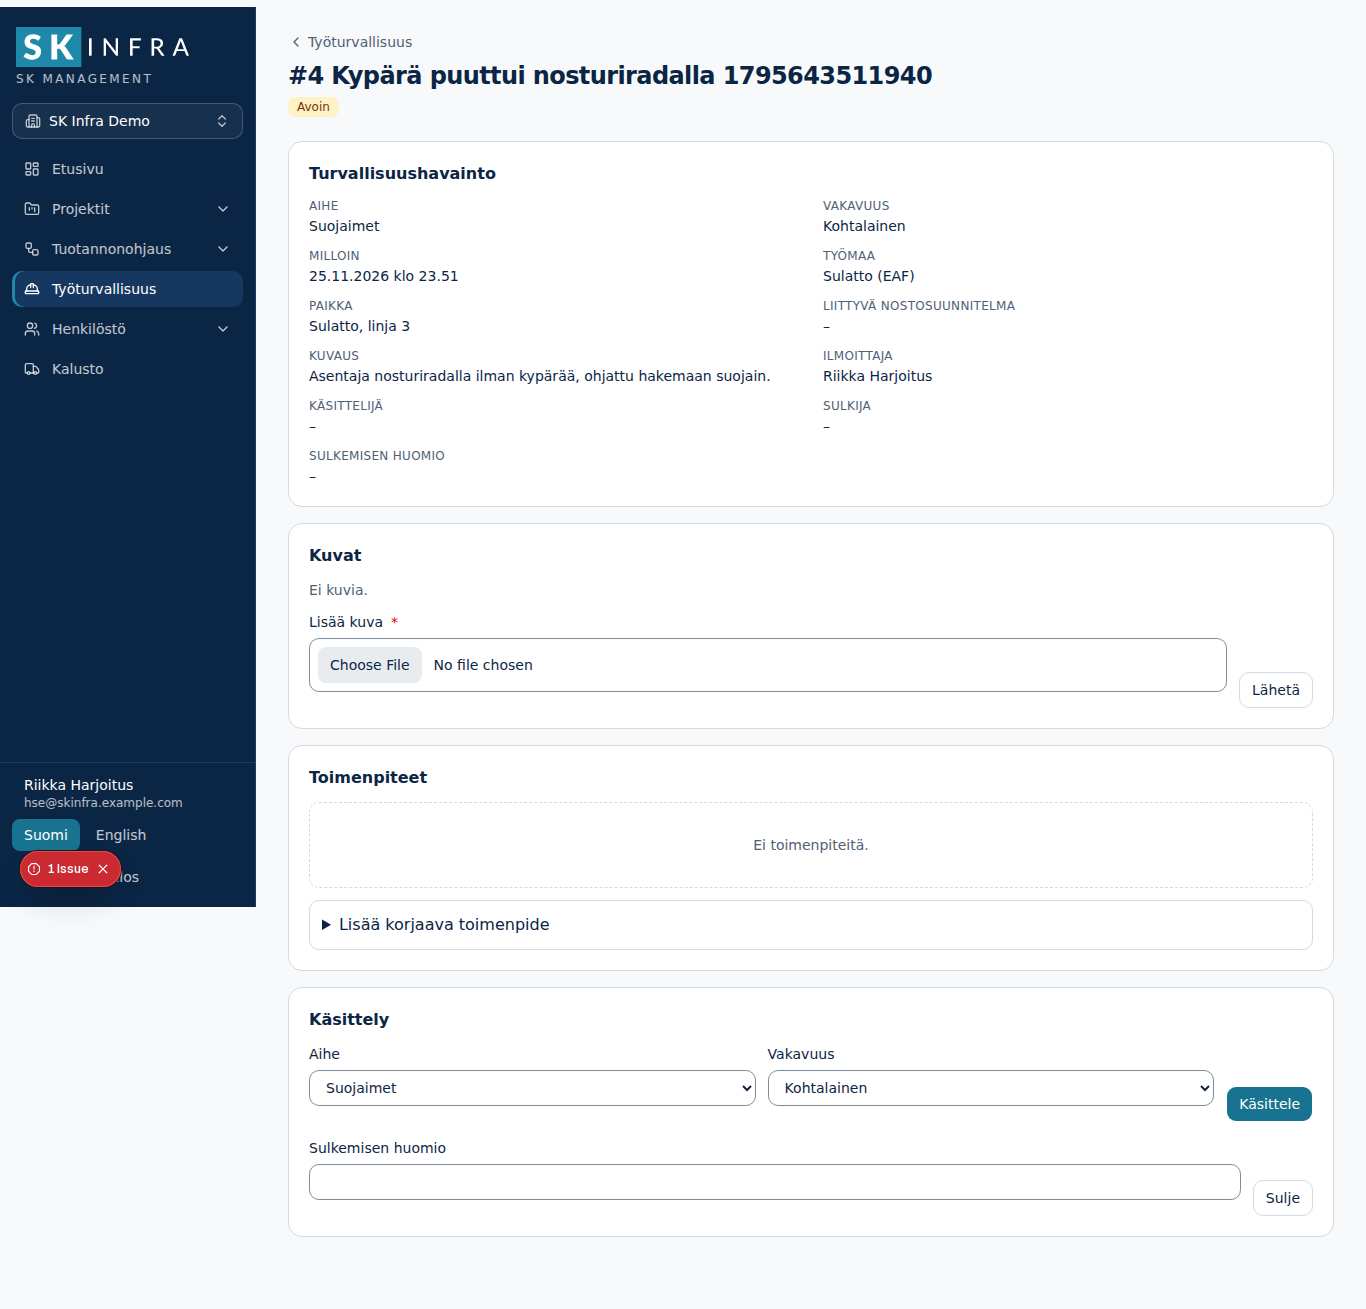 SK INFRA
SK MANAGEMENT
SK Infra Demo
Etusivu
Projektit
Tuotannonohjaus
Työturvallisuus
Henkilöstö
Kalusto
Riikka Harjoitus
hse@skinfra.example.com
Suomi English
1 Issue
Työturvallisuus
#4 Kypärä puuttui nosturiradalla 1795643511940
Avoin
Turvallisuushavainto
AIHE
Suojaimet
VAKAVUUS
Kohtalainen
MILLOIN
25.11.2026 klo 23.51
TYÖMAA
Sulatto (EAF)
PAIKKA
Sulatto, linja 3
LIITTYVÄ NOSTOSUUNNITELMA
–
KUVAUS
Asentaja nosturiradalla ilman kypärää, ohjattu hakemaan suojain.
ILMOITTAJA
Riikka Harjoitus
KÄSITTELIJÄ
–
SULKIJA
–
SULKEMISEN HUOMIO
–
Kuvat
Ei kuvia.
Lisää kuva *
Choose File No file chosen
Lähetä
Toimenpiteet
Ei toimenpiteitä.
Lisää korjaava toimenpide
Käsittely
Aihe
Suojaimet
Vakavuus
Kohtalainen
Käsittele
Sulkemisen huomio
Sulje